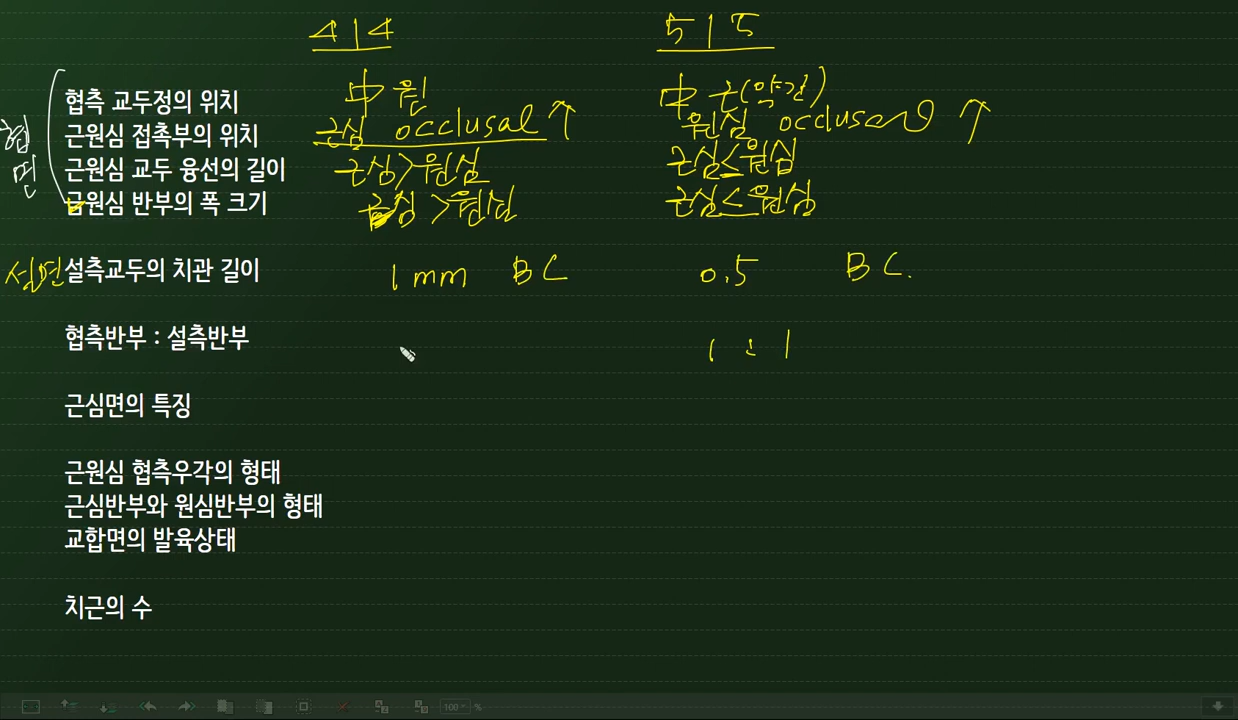 4 | 4 5 | 5
협측 교두정의 위치 中 원 中 근(약간)
근원심 접촉부의 위치 근심 occlusal ↑ 원심 occlusal ↑
협면
근원심 교두 융선의 길이 근심>원심 근심≤원심
근원심 반부의 폭 크기 근심 >원심 근심≤원심
설면 설측교두의 치관 길이 1mm BC 0.5 BC.
협측반부 : 설측반부 1 : 1
근심면의 특징
근원심 협측우각의 형태
근심반부와 원심반부의 형태
교합면의 발육상태
치근의 수
100 %